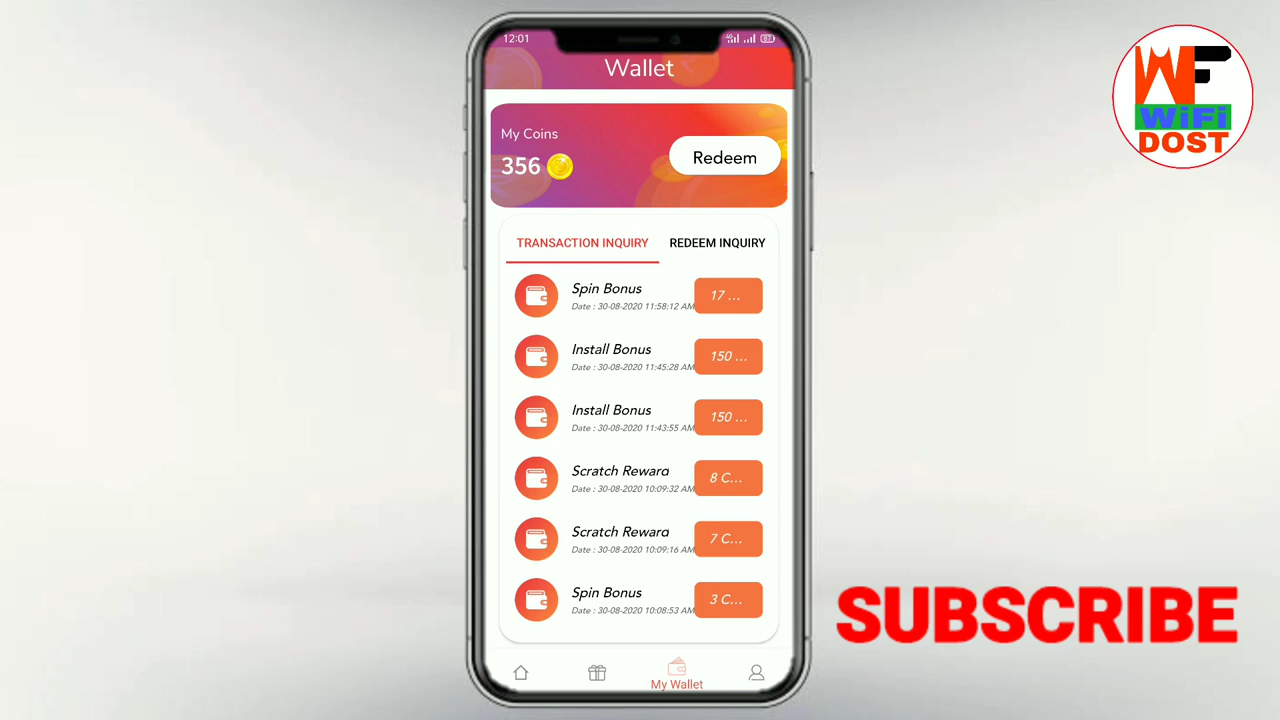 12:01
Wallet
My Coins
356
Redeem
TRANSACTION INQUIRY
REDEEM INQUIRY
Spin Bonus
Date : 30-08-2020 11:58:12 AM
17 ...
Install Bonus
Date : 30-08-2020 11:45:28 AM
150 ...
Install Bonus
Date : 30-08-2020 11:43:55 AM
150 ...
Scratch Reward
Date : 30-08-2020 10:09:32 AM
8 C...
Scratch Reward
Date : 30-08-2020 10:09:16 AM
7 C...
Spin Bonus
Date : 30-08-2020 10:08:53 AM
3 C...
My Wallet
WF
WiFi
DOST
SUBSCRIBE